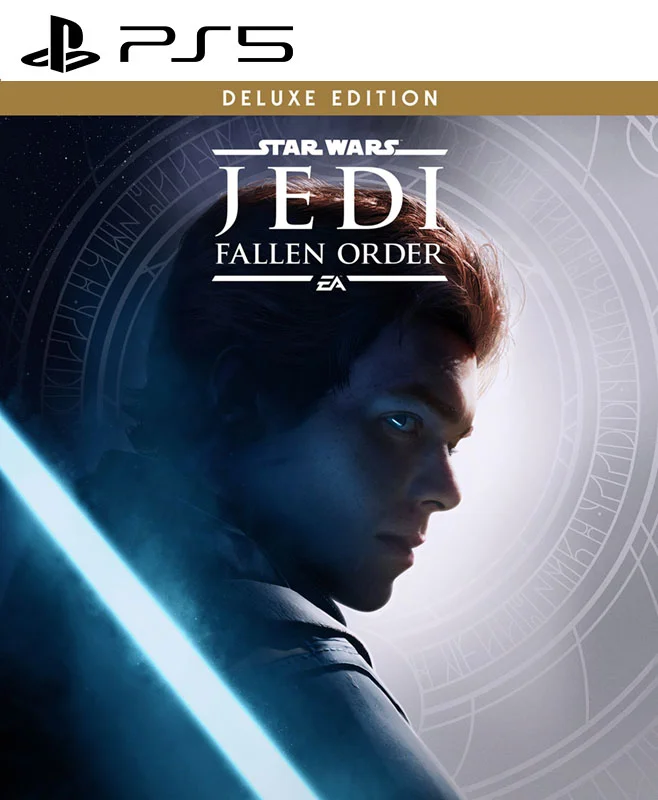 PS5
DELUXE EDITION
STAR WARS
JEDI
FALLEN ORDER
EA